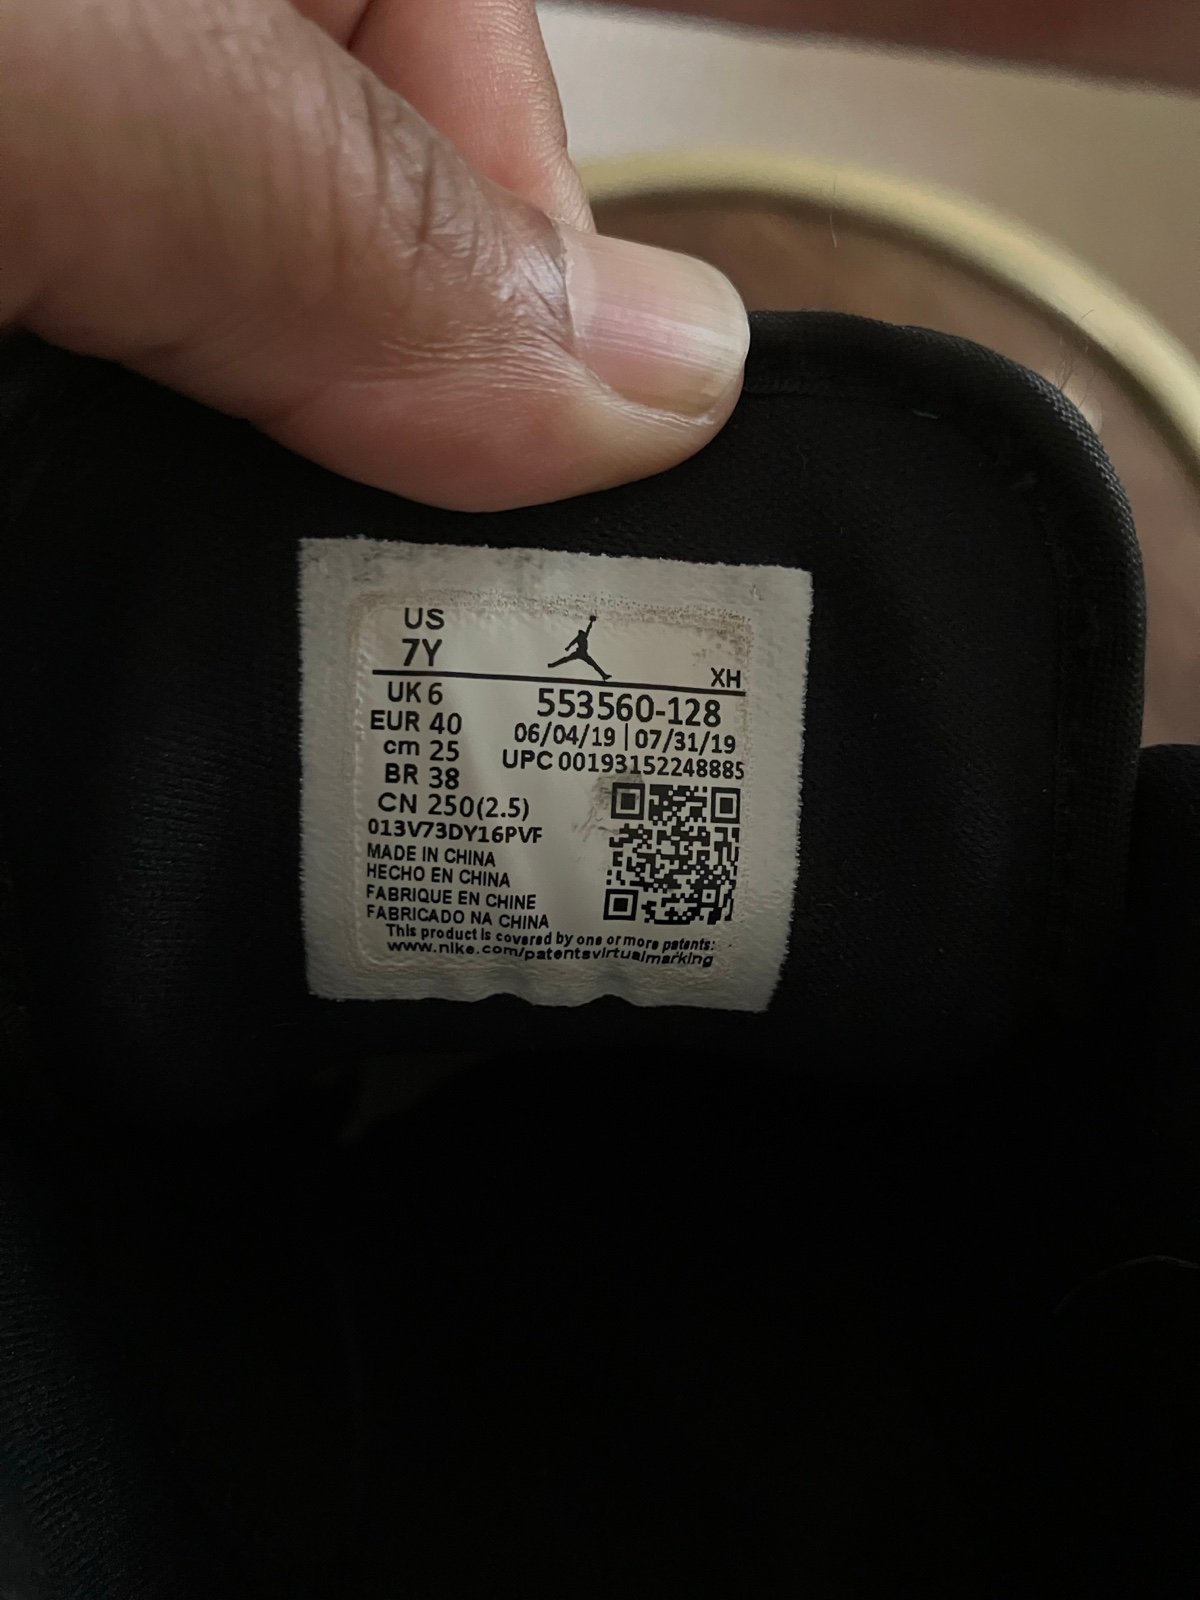 US
7Y
XH
UK 6
553560-128
EUR 40
06/04/19 | 07/31/19
cm 25
UPC 00193152248885
BR 38
CN 250(2.5)
013V73DY16PVF
MADE IN CHINA
HECHO EN CHINA
FABRIQUE EN CHINE
FABRICADO NA CHINA
This product is covered by one or more patents:
www.nike.com/patentsvirtualmarking